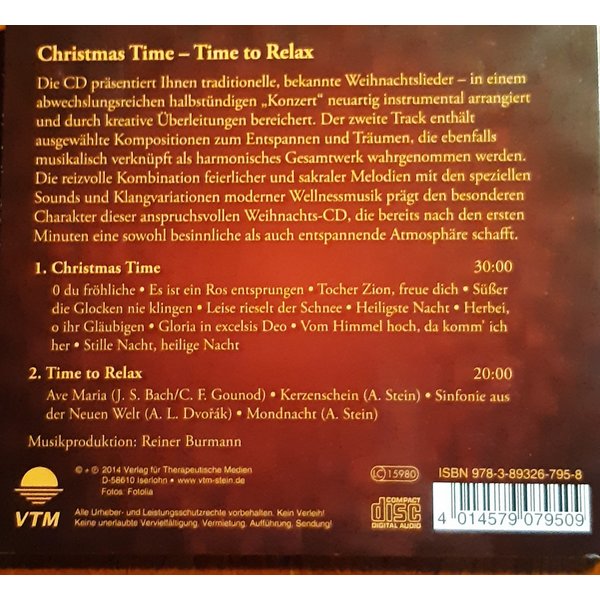 Christmas Time – Time to Relax
Die CD präsentiert Ihnen traditionelle, bekannte Weihnachtslieder – in einem
abwechslungsreichen halbstündigen „Konzert“ neuartig instrumental arrangiert
und durch kreative Überleitungen bereichert. Der zweite Track enthält
ausgewählte Kompositionen zum Entspannen und Träumen, die ebenfalls
musikalisch verknüpft als harmonisches Gesamtwerk wahrgenommen werden.
Die reizvolle Kombination feierlicher und sakraler Melodien mit den speziellen
Sounds und Klangvariationen moderner Wellnessmusik prägt den besonderen
Charakter dieser anspruchsvollen Weihnachts-CD, die bereits nach den ersten
Minuten eine sowohl besinnliche als auch entspannende Atmosphäre schafft.
1. Christmas Time 30:00
0 du fröhliche • Es ist ein Ros entsprungen • Tocher Zion, freue dich • Süßer
die Glocken nie klingen • Leise rieselt der Schnee • Heiligste Nacht • Herbei,
o ihr Gläubigen • Gloria in excelsis Deo • Vom Himmel hoch, da komm' ich
her • Stille Nacht, heilige Nacht
2. Time to Relax 20:00
Ave Maria (J. S. Bach/C. F. Gounod) • Kerzenschein (A. Stein) • Sinfonie aus
der Neuen Welt (A. L. Dvořák) • Mondnacht (A. Stein)
Musikproduktion: Reiner Burmann
VTM
© + ℗ 2014 Verlag für Therapeutische Medien
D-58610 Iserlohn • www.vtm-stein.de
Fotos: Fotolia
Alle Urheber- und Leistungsschutzrechte vorbehalten. Kein Verleih!
Keine unerlaubte Vervielfältigung, Vermietung, Aufführung, Sendung!
LC 15980
COMPACT
disc
DIGITAL AUDIO
ISBN 978-3-89326-795-8
4 014579 079509